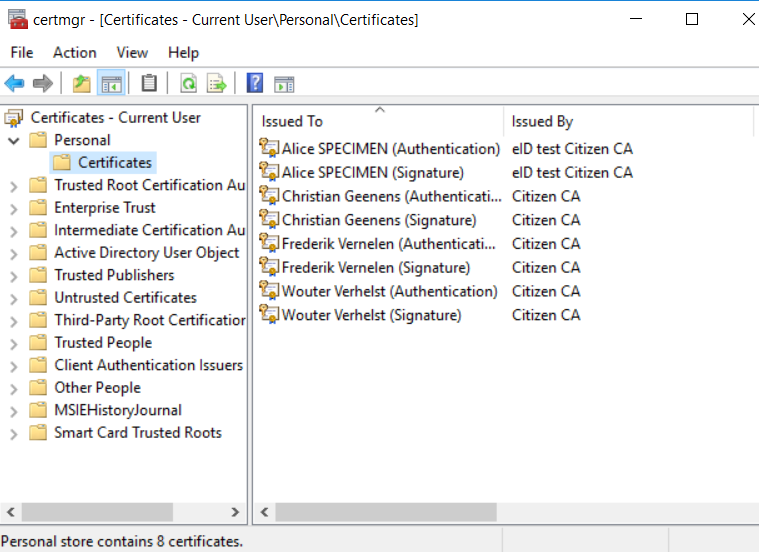 certmgr - [Certificates - Current User\Personal\Certificates]
File Action View Help
Certificates - Current User
Personal
Certificates
Trusted Root Certification Au
Enterprise Trust
Intermediate Certification Au
Active Directory User Object
Trusted Publishers
Untrusted Certificates
Third-Party Root Certification
Trusted People
Client Authentication Issuers
Other People
MSIEHistoryJournal
Smart Card Trusted Roots
Issued To Issued By
Alice SPECIMEN (Authentication) eID test Citizen CA
Alice SPECIMEN (Signature) eID test Citizen CA
Christian Geenens (Authenticati... Citizen CA
Christian Geenens (Signature) Citizen CA
Frederik Vernelen (Authenticati... Citizen CA
Frederik Vernelen (Signature) Citizen CA
Wouter Verhelst (Authentication) Citizen CA
Wouter Verhelst (Signature) Citizen CA
Personal store contains 8 certificates.